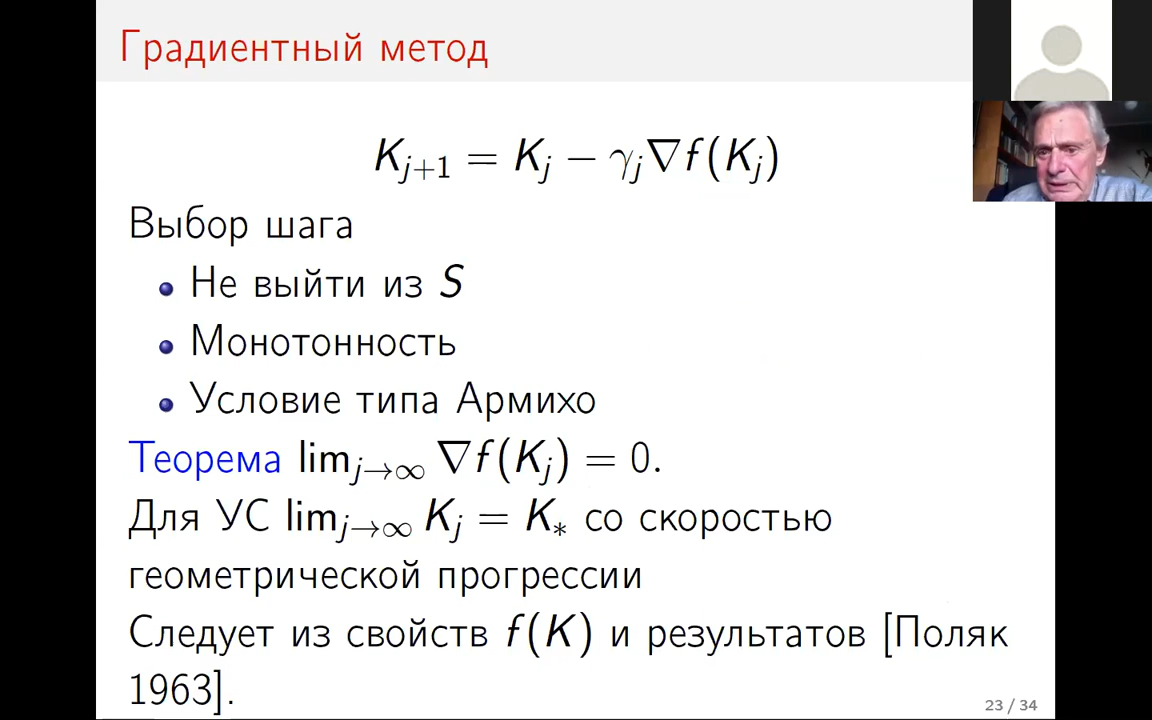 Градиентный метод
K_{j+1} = K_j − γ_j∇f(K_j)
Выбор шага
Не выйти из S
Монотонность
Условие типа Армихо
Теорема lim_{j→∞} ∇f(K_j) = 0.
Для УС lim_{j→∞} K_j = K_* со скоростью
геометрической прогрессии
Следует из свойств f(K) и результатов [Поляк
1963].
23 / 34